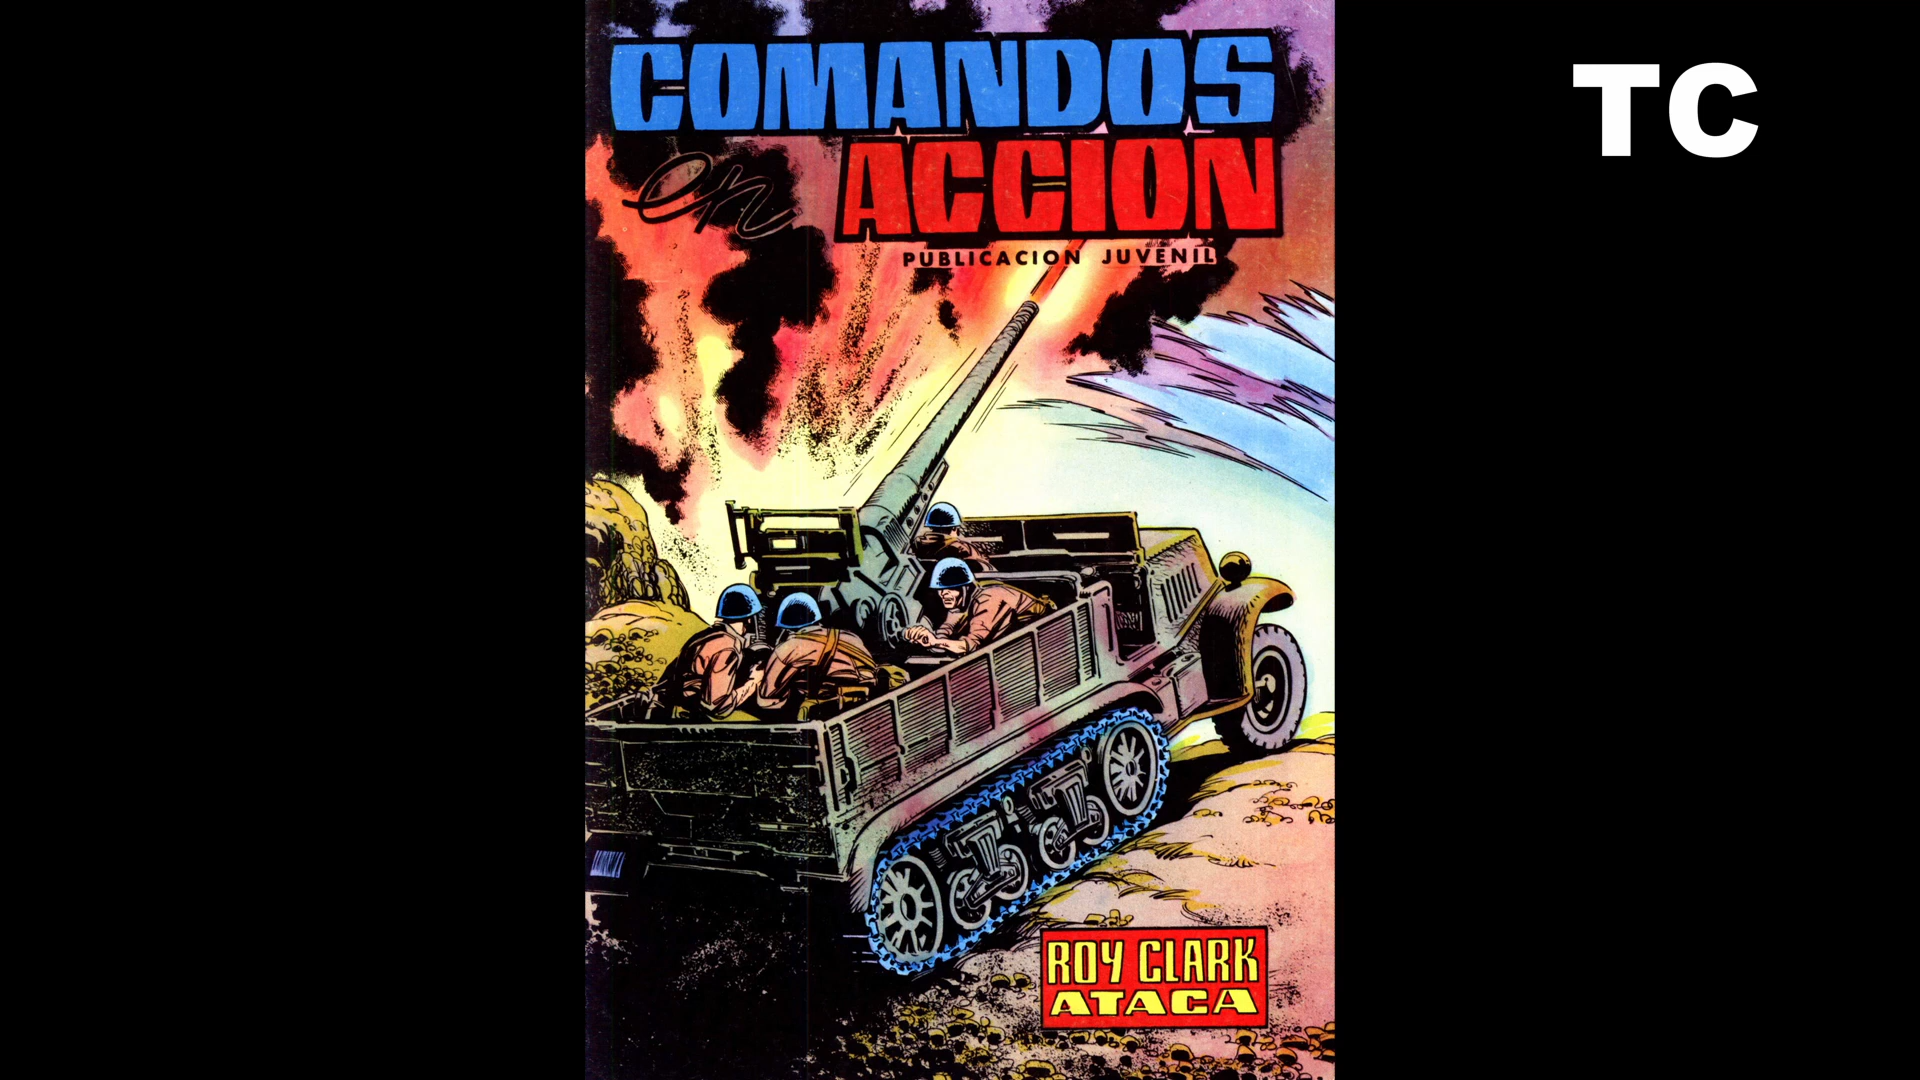 COMANDOS
en ACCION
PUBLICACION JUVENIL
TC
ROY CLARK
ATACA